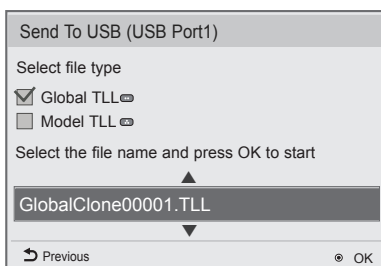 Send To USB (USB Port1)
Select file type
Global TLL
Model TLL
Select the file name and press OK to start
GlobalClone00001.TLL
Previous
OK